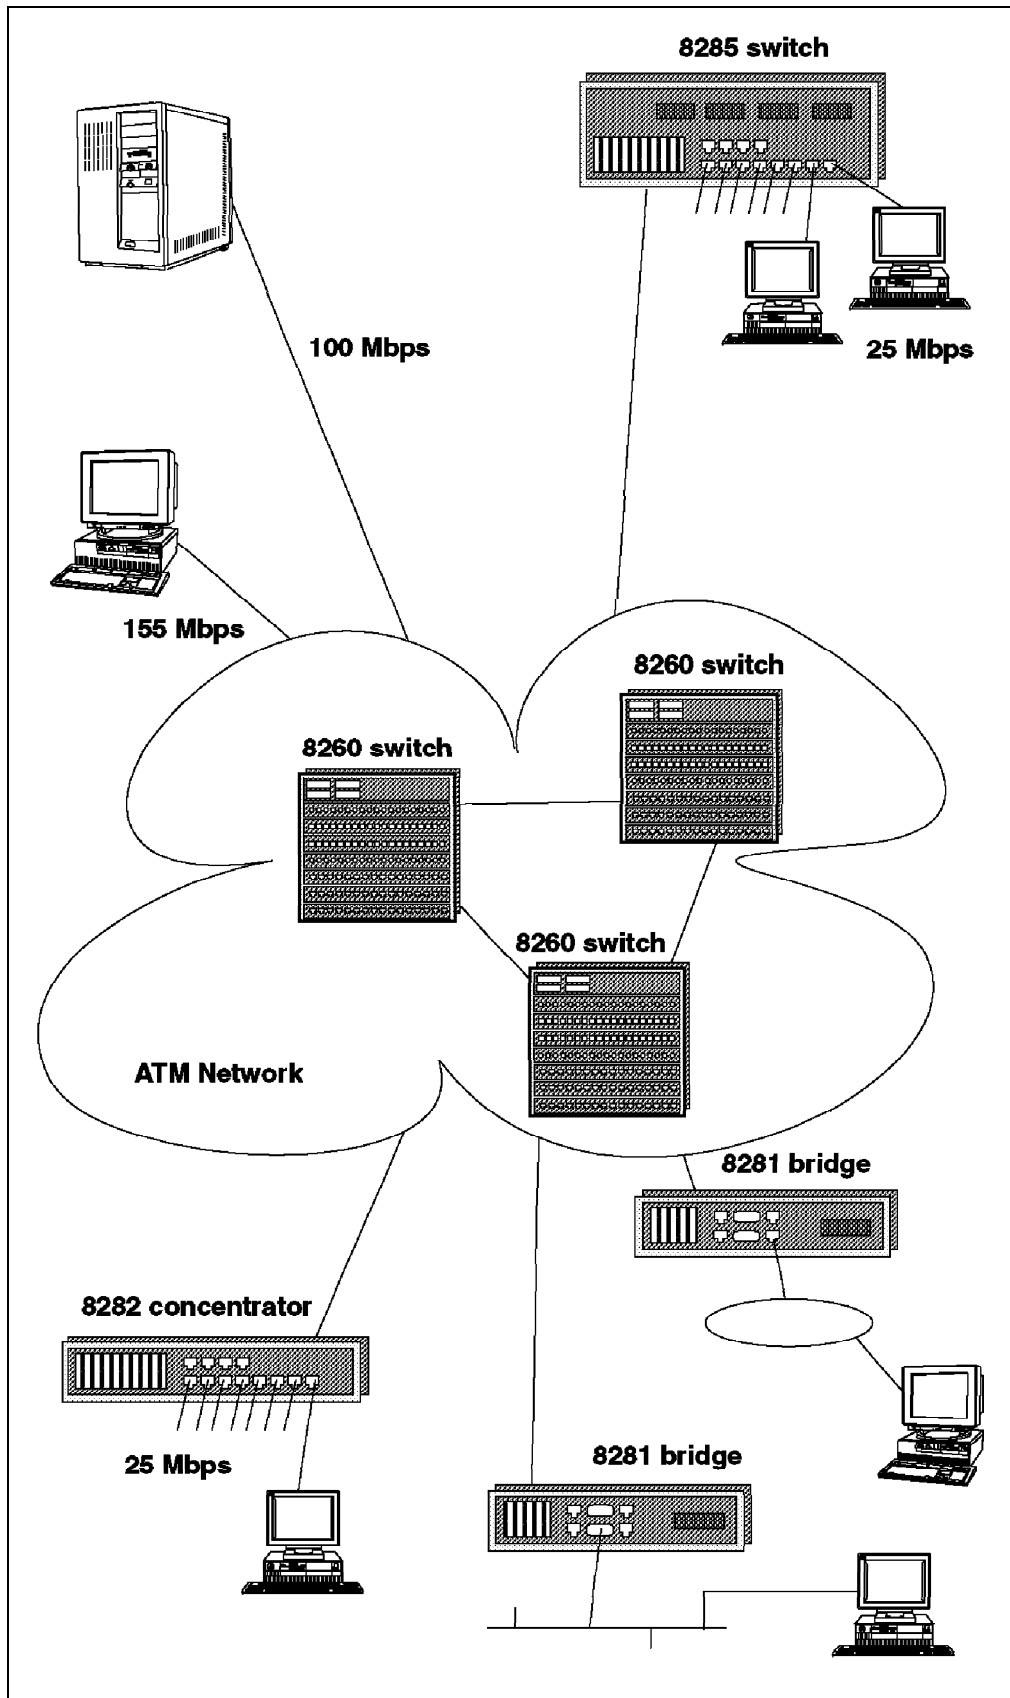 8285 switch
100 Mbps
25 Mbps
155 Mbps
8260 switch
8260 switch
8260 switch
ATM Network
8281 bridge
8282 concentrator
25 Mbps
8281 bridge